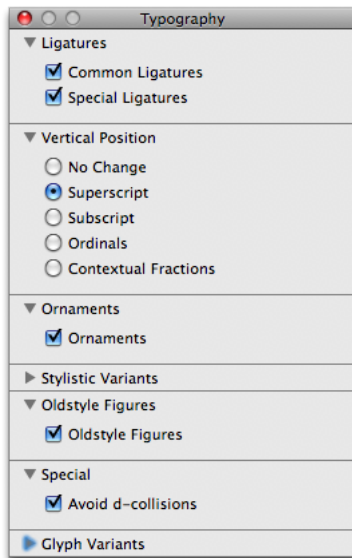 Typography
Ligatures
Common Ligatures
Special Ligatures
Vertical Position
No Change
Superscript
Subscript
Ordinals
Contextual Fractions
Ornaments
Ornaments
Stylistic Variants
Oldstyle Figures
Oldstyle Figures
Special
Avoid d-collisions
Glyph Variants